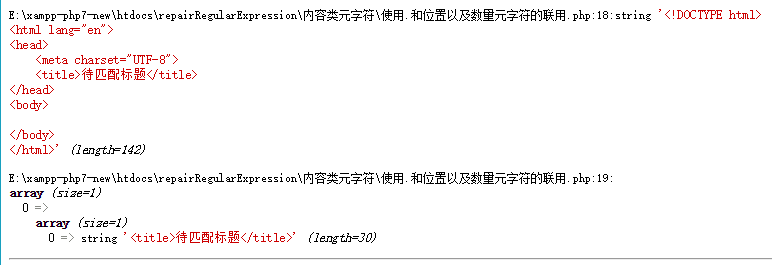 E:\xampp-php7-new\htdocs\repairRegularExpression\内容类元字符\使用.和位置以及数量元字符的联用.php:18:string '<!DOCTYPE html>
<html lang="en">
<head>
    <meta charset="UTF-8">
    <title>待匹配标题</title>
</head>
<body>
</body>
</html>' (length=142)
E:\xampp-php7-new\htdocs\repairRegularExpression\内容类元字符\使用.和位置以及数量元字符的联用.php:19:
array (size=1)
  0 =>
    array (size=1)
      0 => string '<title>待匹配标题</title>' (length=30)